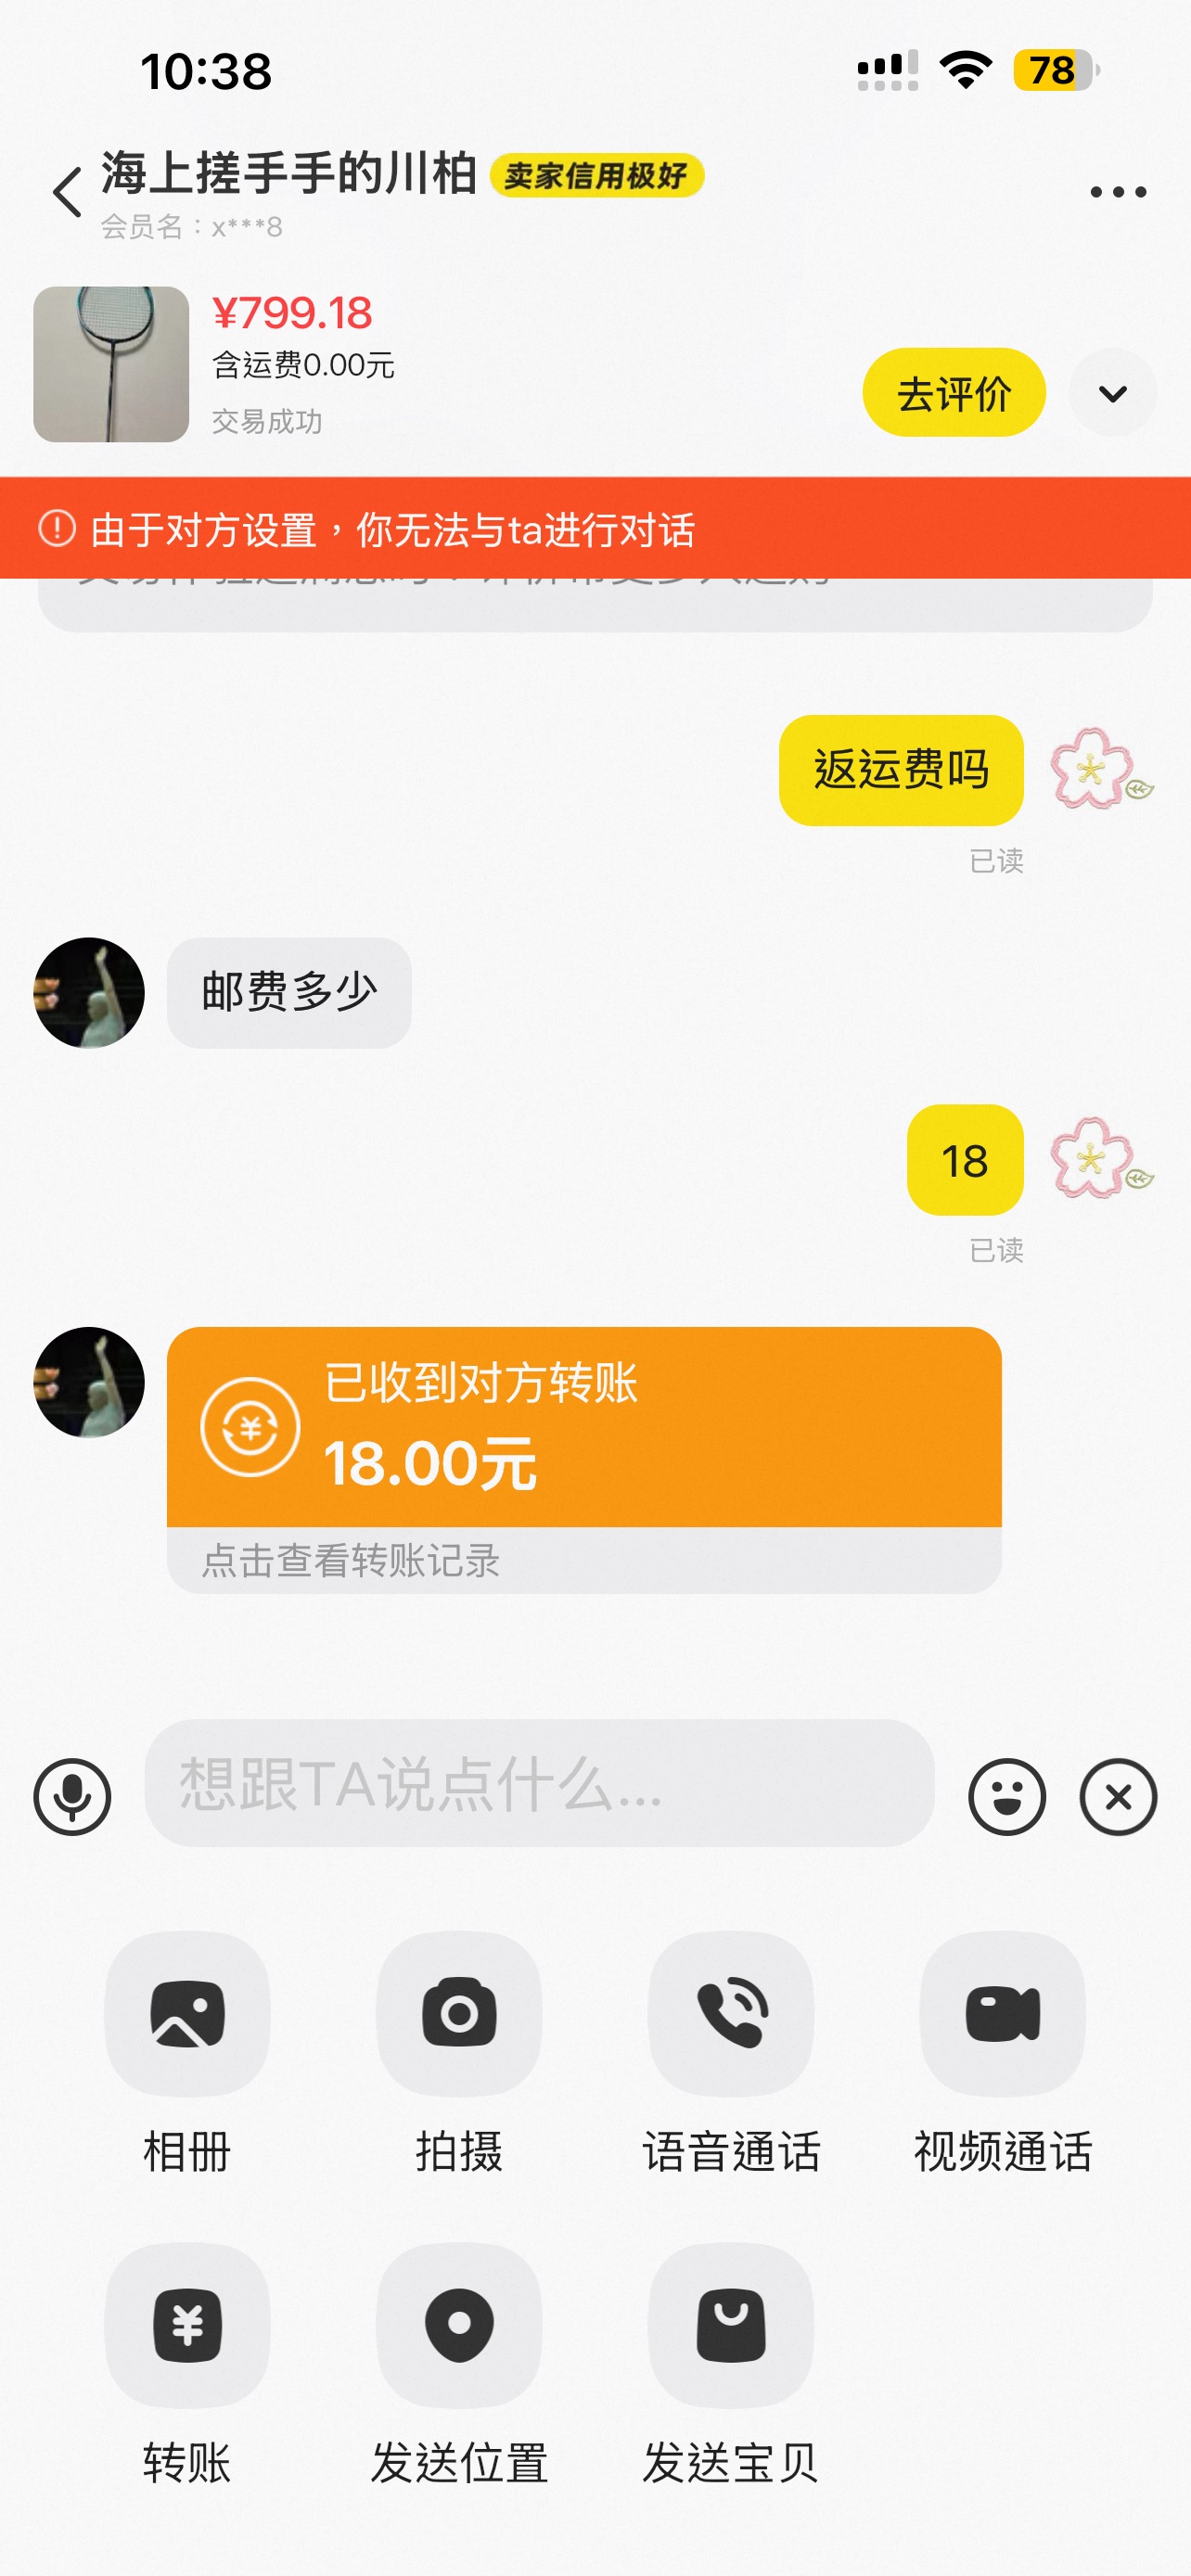 10:38
78
海上搓手手的川柏 卖家信用极好
会员名：x***8
¥799.18
含运费0.00元
交易成功
去评价
由于对方设置，你无法与ta进行对话
返运费吗
已读
邮费多少
18
已读
已收到对方转账
18.00元
点击查看转账记录
想跟TA说点什么...
相册 拍摄 语音通话 视频通话
转账 发送位置 发送宝贝